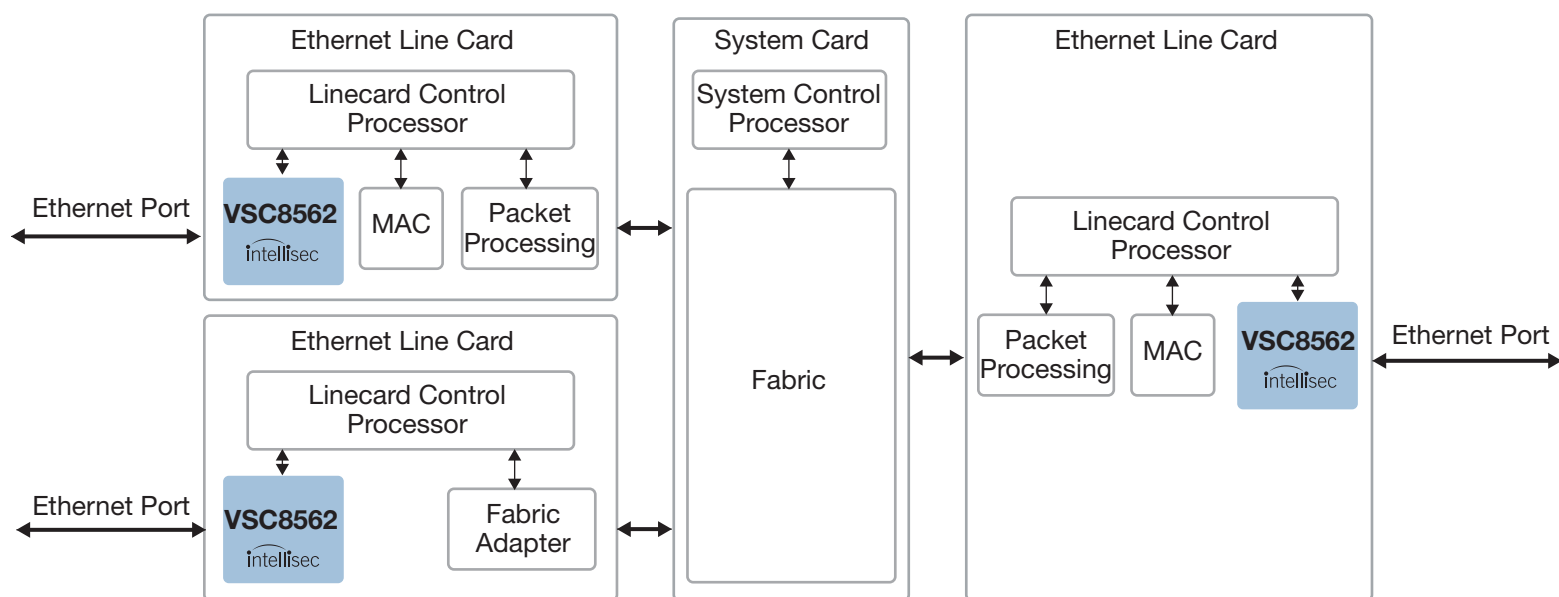 Ethernet Line Card
Linecard Control
Processor
Ethernet Port
VSC8562
intellisec
MAC
Packet
Processing
Ethernet Line Card
Linecard Control
Processor
Ethernet Port
VSC8562
intellisec
Fabric
Adapter
System Card
System Control
Processor
Fabric
Ethernet Line Card
Linecard Control
Processor
Packet
Processing
MAC
VSC8562
intellisec
Ethernet Port